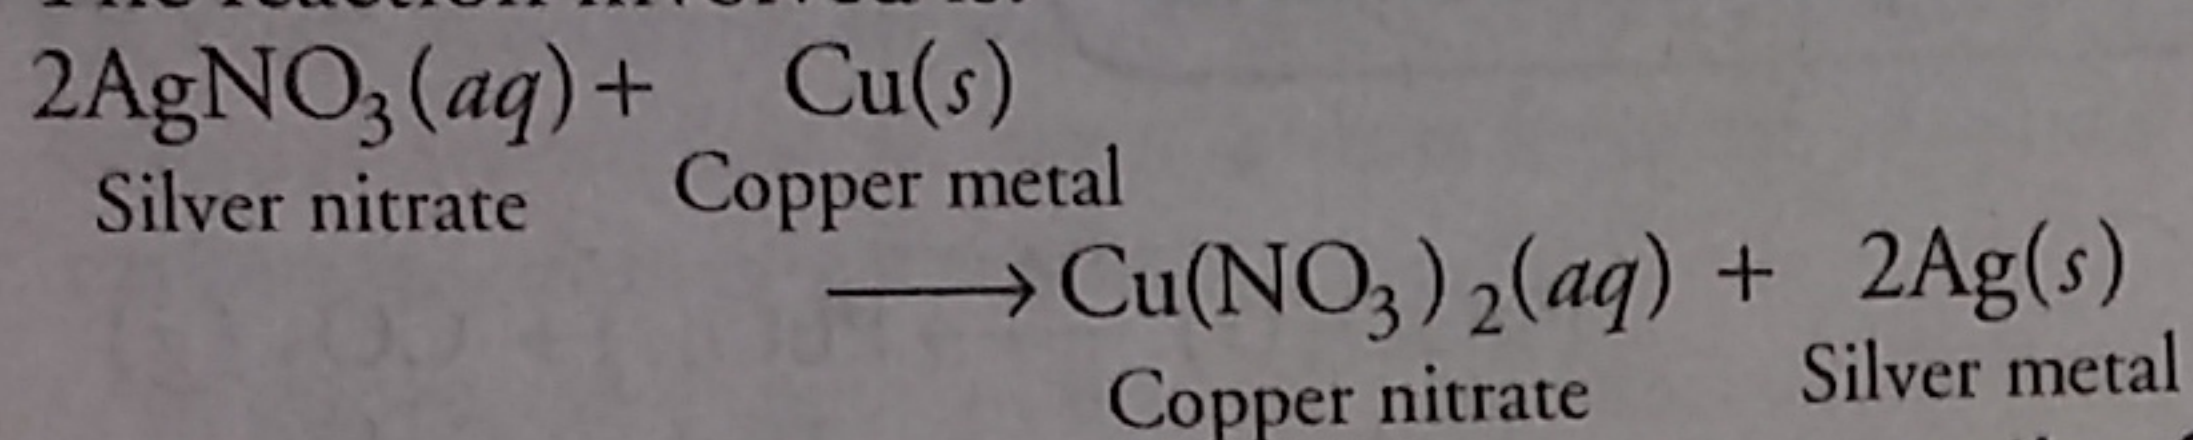 2AgNO₃(aq) + Cu(s)
Silver nitrate Copper metal
⟶ Cu(NO₃)₂(aq) + 2Ag(s)
Copper nitrate Silver metal